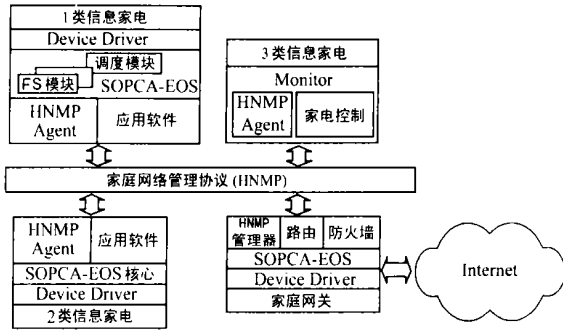 1类信息家电
Device Driver
调度模块
FS模块
SOPCA-EOS
HNMP
Agent
应用软件
3类信息家电
Monitor
HNMP
Agent
家电控制
家庭网络管理协议 (HNMP)
HNMP
Agent
应用软件
SOPCA-EOS 核心
Device Driver
2类信息家电
HNMP
管理器
路由
防火墙
SOPCA-EOS
Device Driver
家庭网关
Internet